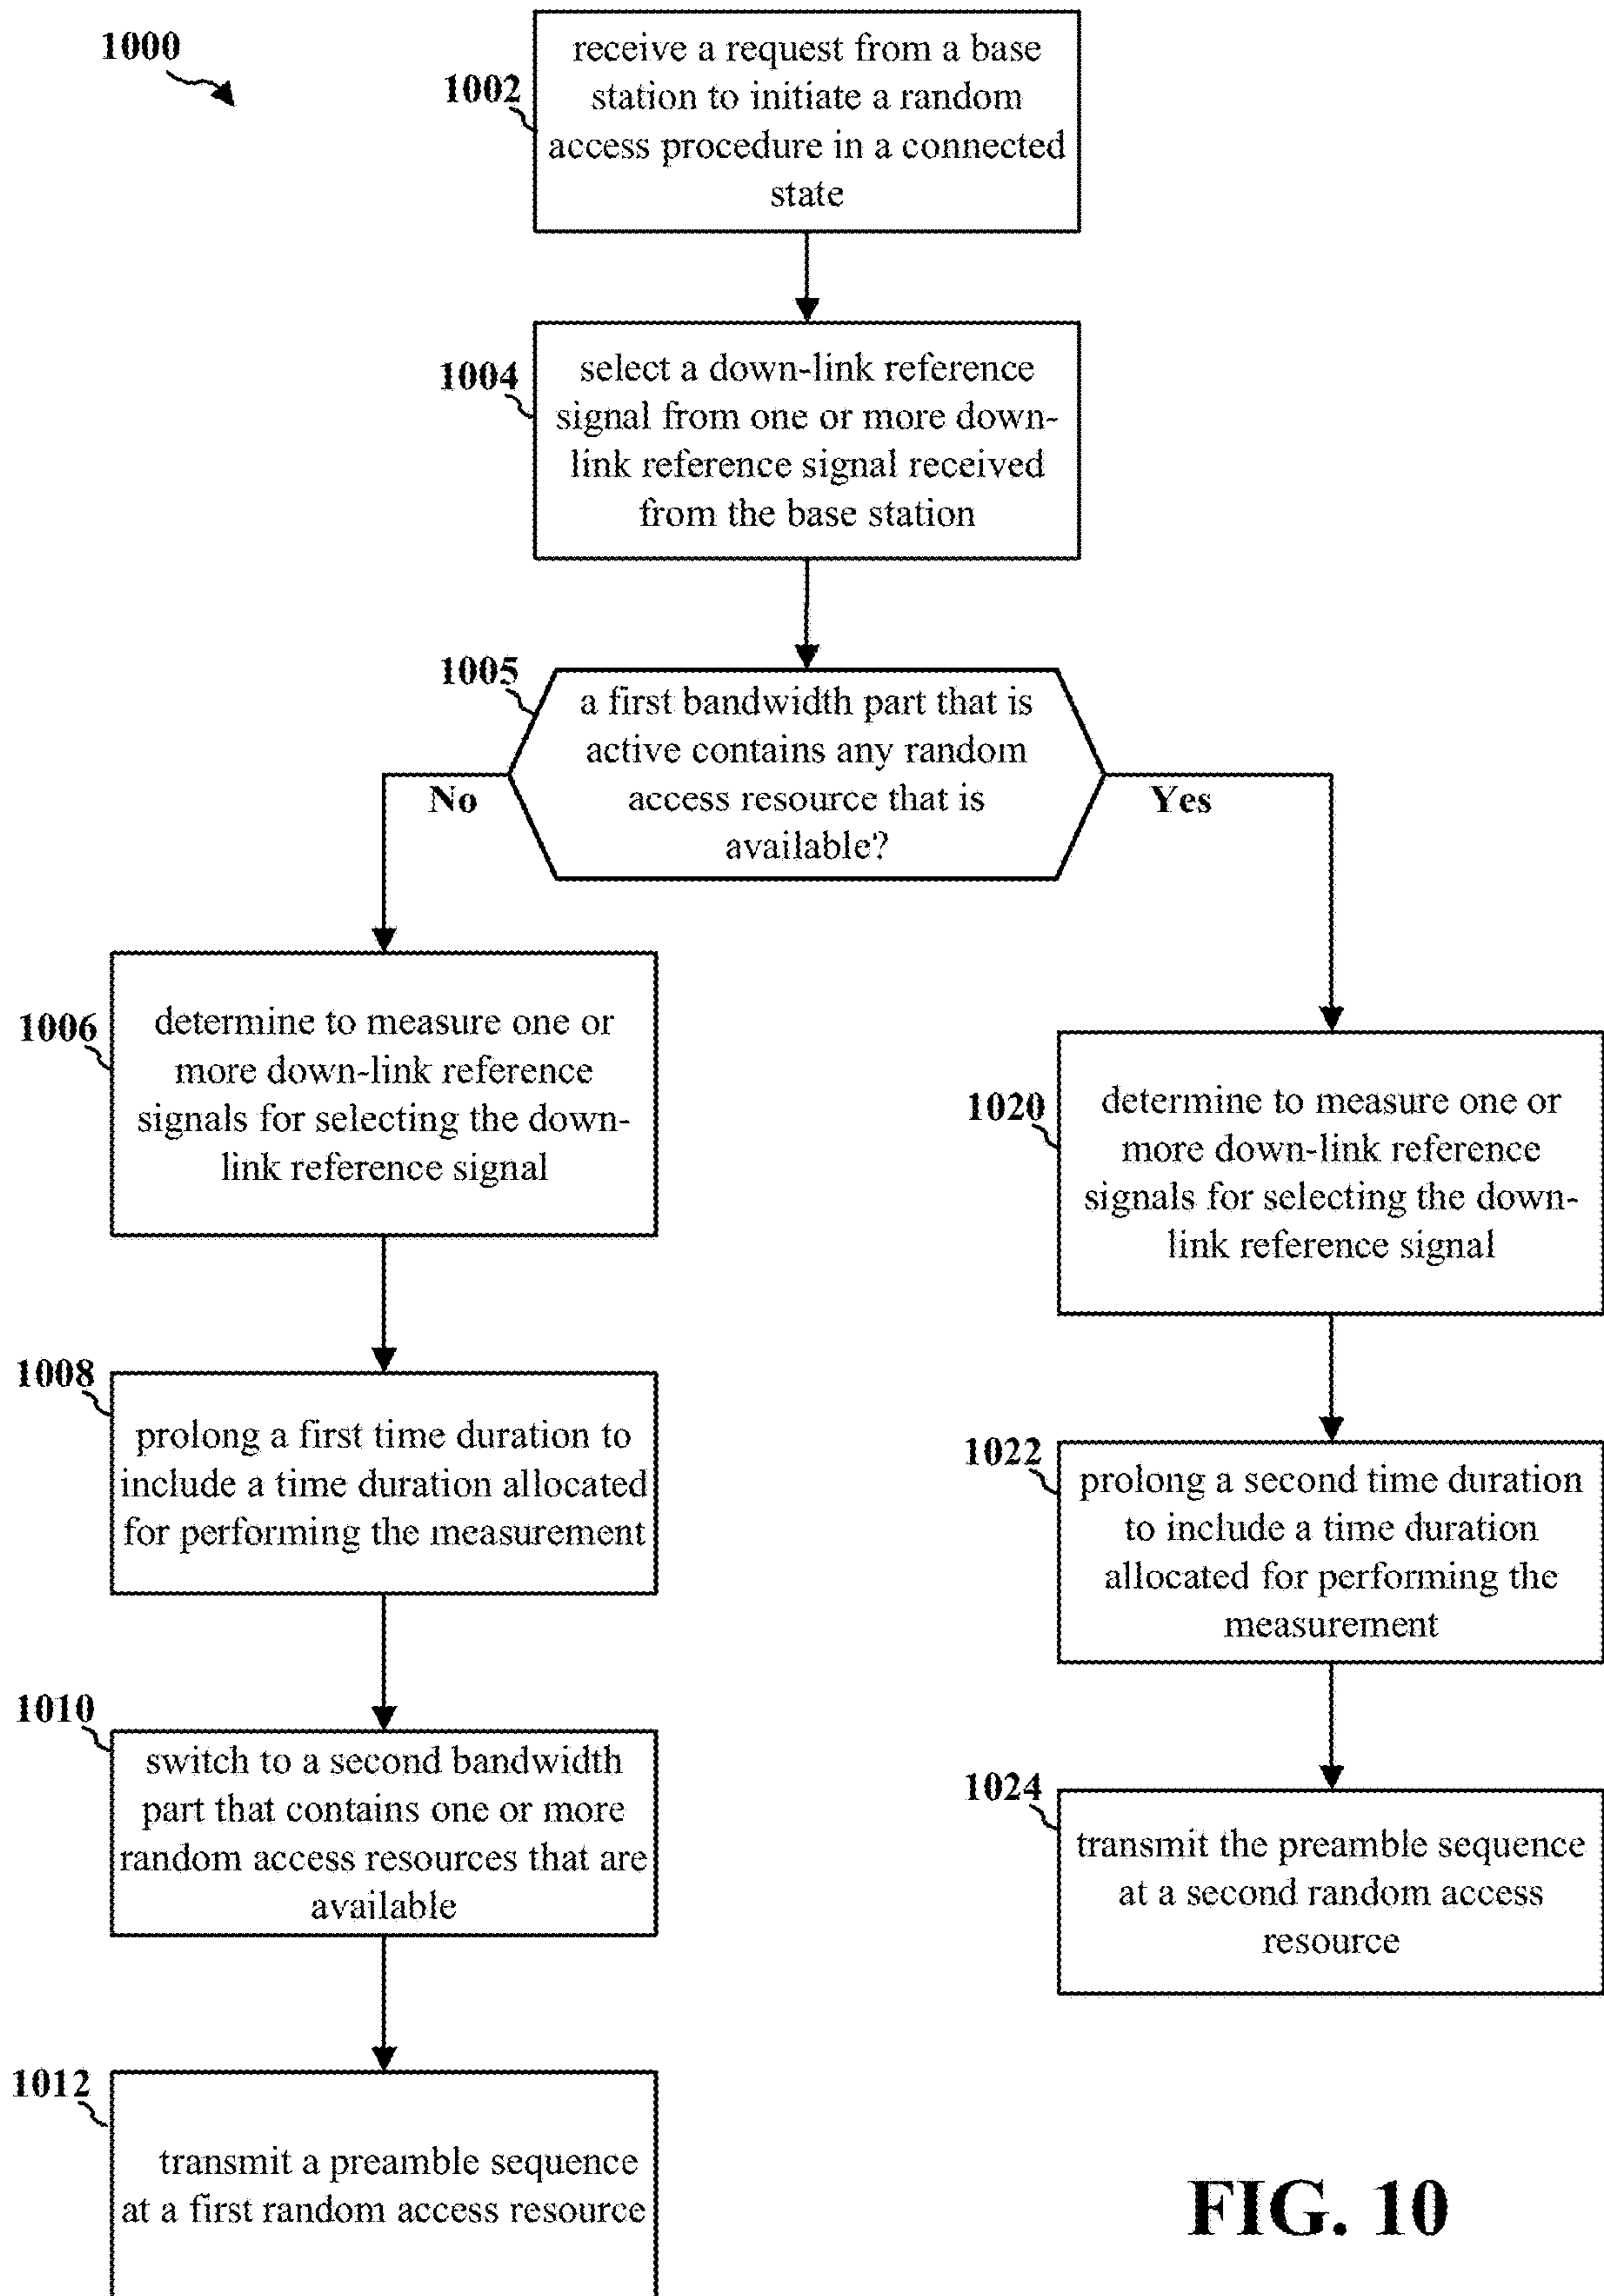 1000
1002
receive a request from a base
station to initiate a random
access procedure in a connected
state
1004
select a down-link reference
signal from one or more down-
link reference signal received
from the base station
1005
a first bandwidth part that is
active contains any random
access resource that is
available?
No
Yes
1006
determine to measure one or
more down-link reference
signals for selecting the down-
link reference signal
1008
prolong a first time duration to
include a time duration allocated
for performing the measurement
1010
switch to a second bandwidth
part that contains one or more
random access resources that are
available
1012
transmit a preamble sequence
at a first random access resource
1020
determine to measure one or
more down-link reference
signals for selecting the down-
link reference signal
1022
prolong a second time duration
to include a time duration
allocated for performing the
measurement
1024
transmit the preamble sequence
at a second random access
resource
FIG. 10